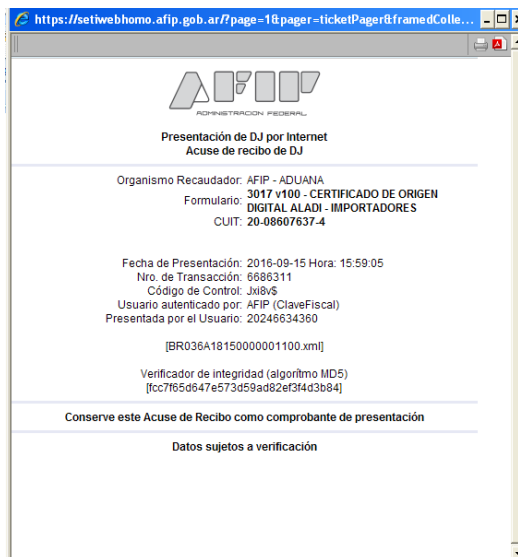 https://setiwebhomo.afip.gob.ar/?page=1&pager=ticketPager&framedColle...
AFIP
ADMINISTRACION FEDERAL
Presentación de DJ por Internet
Acuse de recibo de DJ
Organismo Recaudador: AFIP - ADUANA
Formulario: 3017 v100 - CERTIFICADO DE ORIGEN
DIGITAL ALADI - IMPORTADORES
CUIT: 20-08607637-4
Fecha de Presentación: 2016-09-15 Hora: 15:59:05
Nro. de Transacción: 6686311
Código de Control: Jxi8v$
Usuario autenticado por: AFIP (ClaveFiscal)
Presentada por el Usuario: 20246634360
[BR036A18150000001100.xml]
Verificador de integridad (algorítmo MD5)
[fcc7f65d647e573d59ad82ef3f4d3b84]
Conserve este Acuse de Recibo como comprobante de presentación
Datos sujetos a verificación